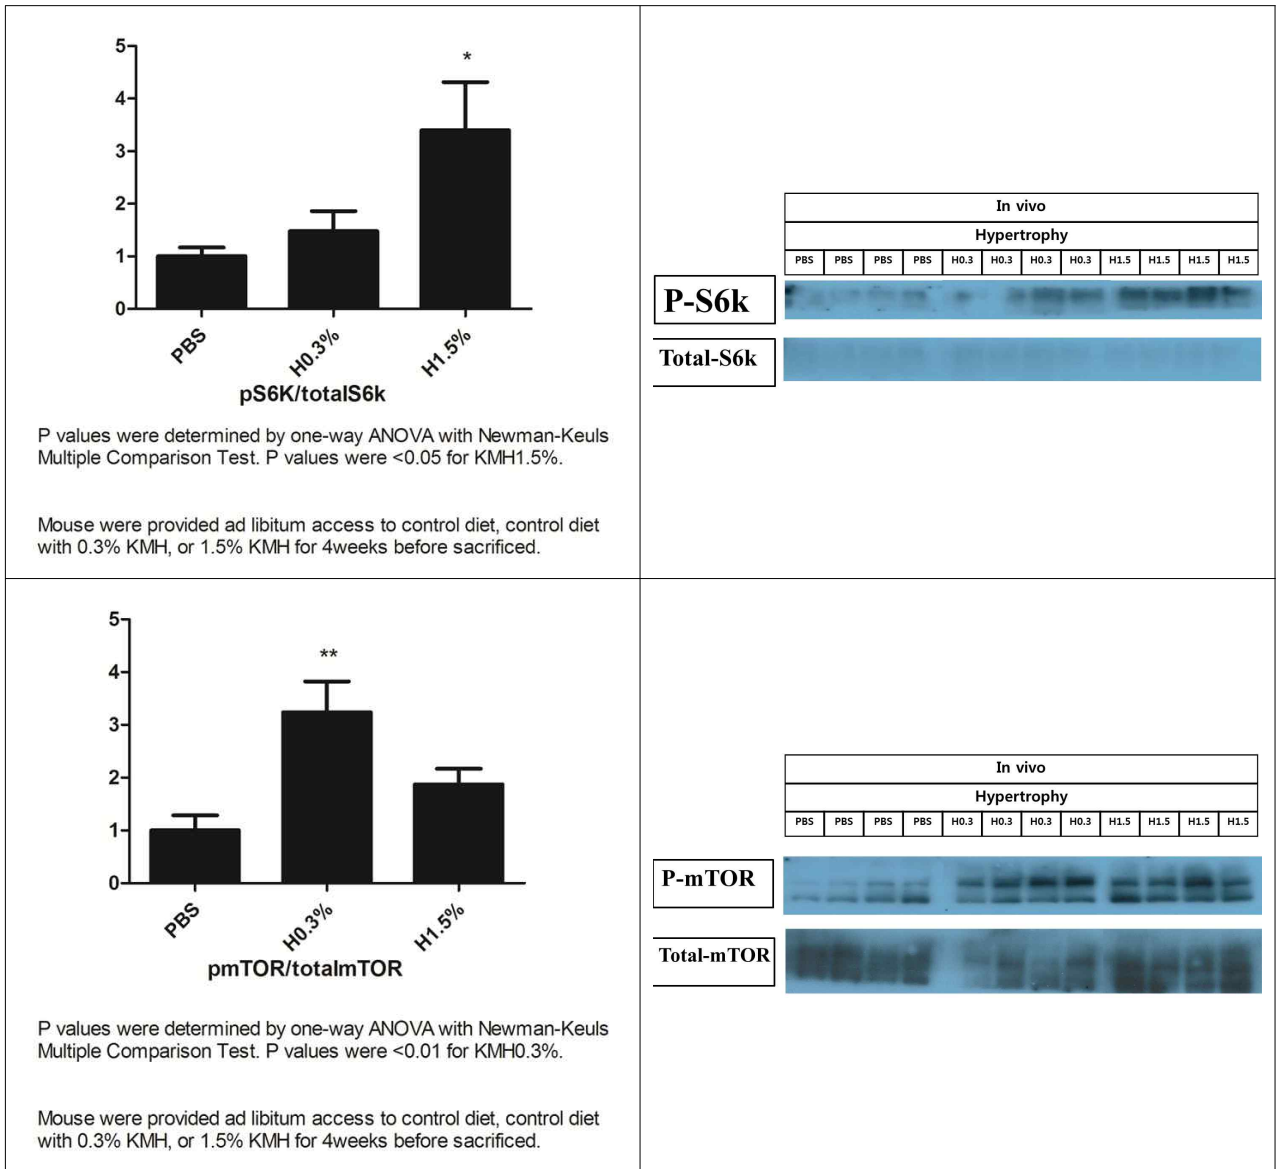 5
4
3
2
1
0
*
PBS
H0.3%
H1.5%
pS6K/totalS6k
P values were determined by one-way ANOVA with Newman-Keuls
Multiple Comparison Test. P values were <0.05 for KMH1.5%.
Mouse were provided ad libitum access to control diet, control diet
with 0.3% KMH, or 1.5% KMH for 4weeks before sacrificed.
In vivo
Hypertrophy
PBS PBS PBS PBS H0.3 H0.3 H0.3 H0.3 H1.5 H1.5 H1.5 H1.5
P-S6k
Total-S6k
5
4
3
2
1
0
**
PBS
H0.3%
H1.5%
pmTOR/totalmTOR
P values were determined by one-way ANOVA with Newman-Keuls
Multiple Comparison Test. P values were <0.01 for KMH0.3%.
Mouse were provided ad libitum access to control diet, control diet
with 0.3% KMH, or 1.5% KMH for 4weeks before sacrificed.
In vivo
Hypertrophy
PBS PBS PBS PBS H0.3 H0.3 H0.3 H0.3 H1.5 H1.5 H1.5 H1.5
P-mTOR
Total-mTOR